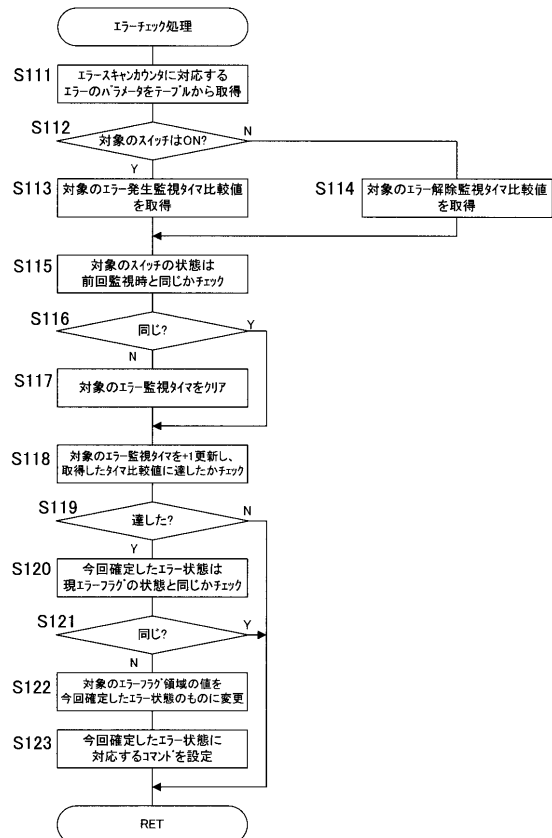 エラーチェック処理
S111
エラースキャンカウンタに対応する
エラーのパラメータをテーブルから取得
S112
対象のスイッチはON?
N
Y
S113
対象のエラー発生監視タイマ比較値
を取得
S114
対象のエラー解除監視タイマ比較値
を取得
S115
対象のスイッチの状態は
前回監視時と同じかチェック
S116
同じ?
Y
N
S117
対象のエラー監視タイマをクリア
S118
対象のエラー監視タイマを+1更新し、
取得したタイマ比較値に達したかチェック
S119
達した?
N
Y
S120
今回確定したエラー状態は
現エラーフラグの状態と同じかチェック
S121
同じ?
Y
N
S122
対象のエラーフラグ領域の値を
今回確定したエラー状態のものに変更
S123
今回確定したエラー状態に
対応するコマンドを設定
RET